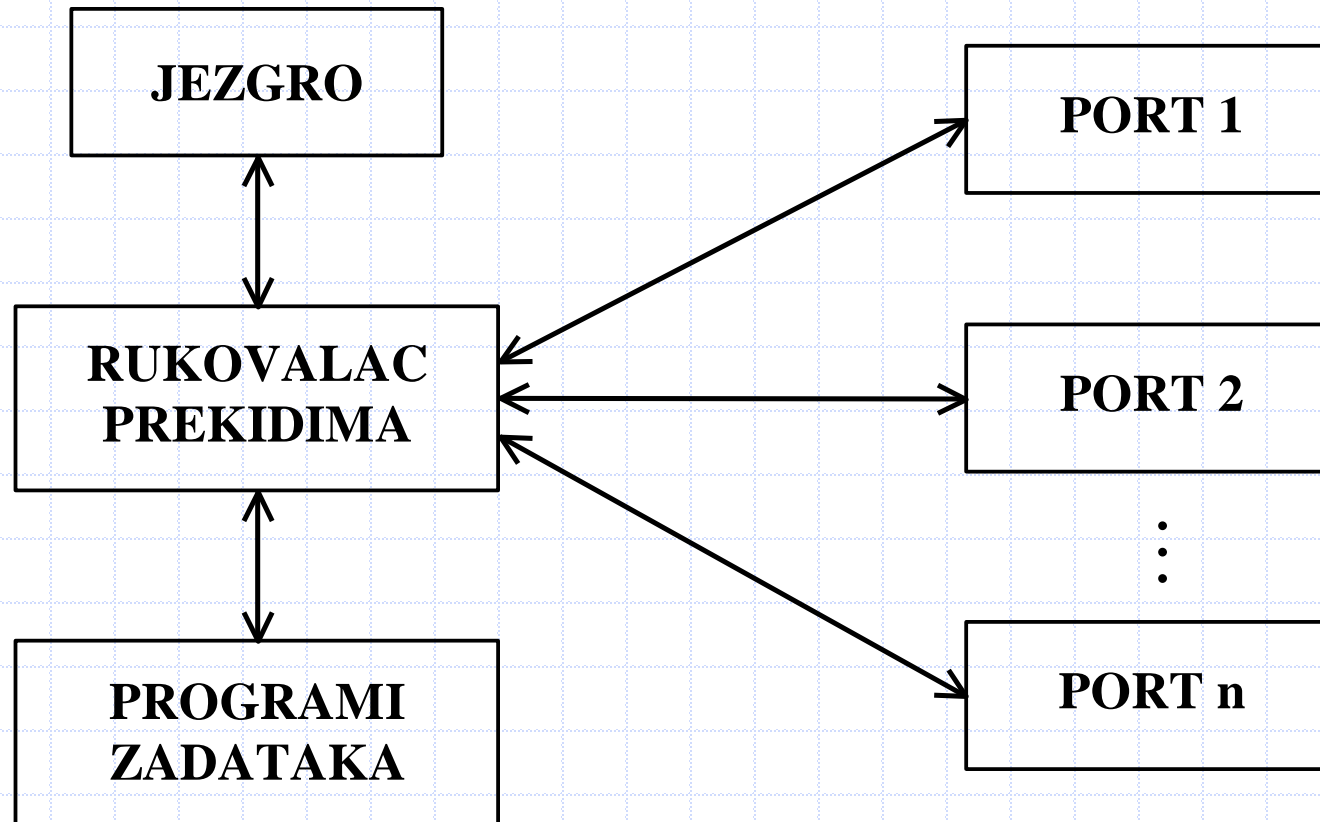 JEZGRO
RUKOVALAC
PREKIDIMA
PROGRAMI
ZADATAKA
PORT 1
PORT 2
PORT n